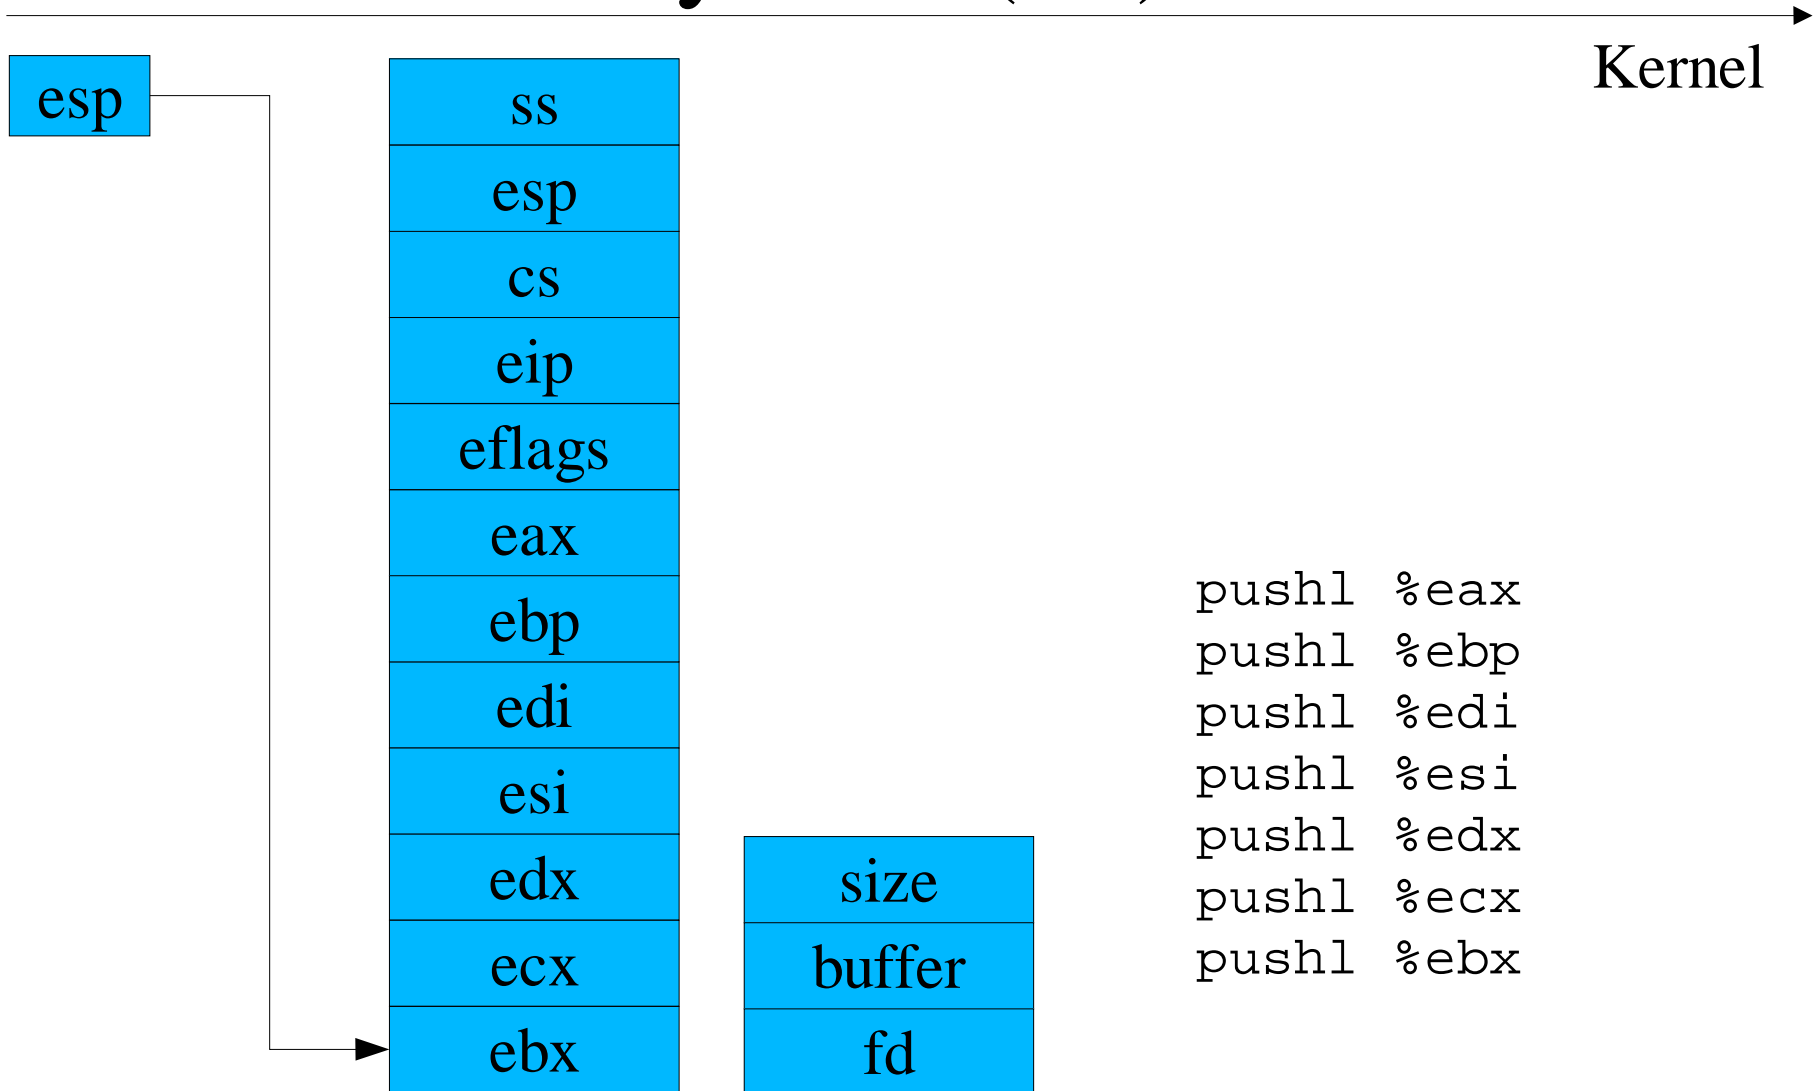 Kernel
esp
ss
esp
cs
eip
eflags
eax
ebp
edi
esi
edx
ecx
ebx
size
buffer
fd
pushl %eax
pushl %ebp
pushl %edi
pushl %esi
pushl %edx
pushl %ecx
pushl %ebx